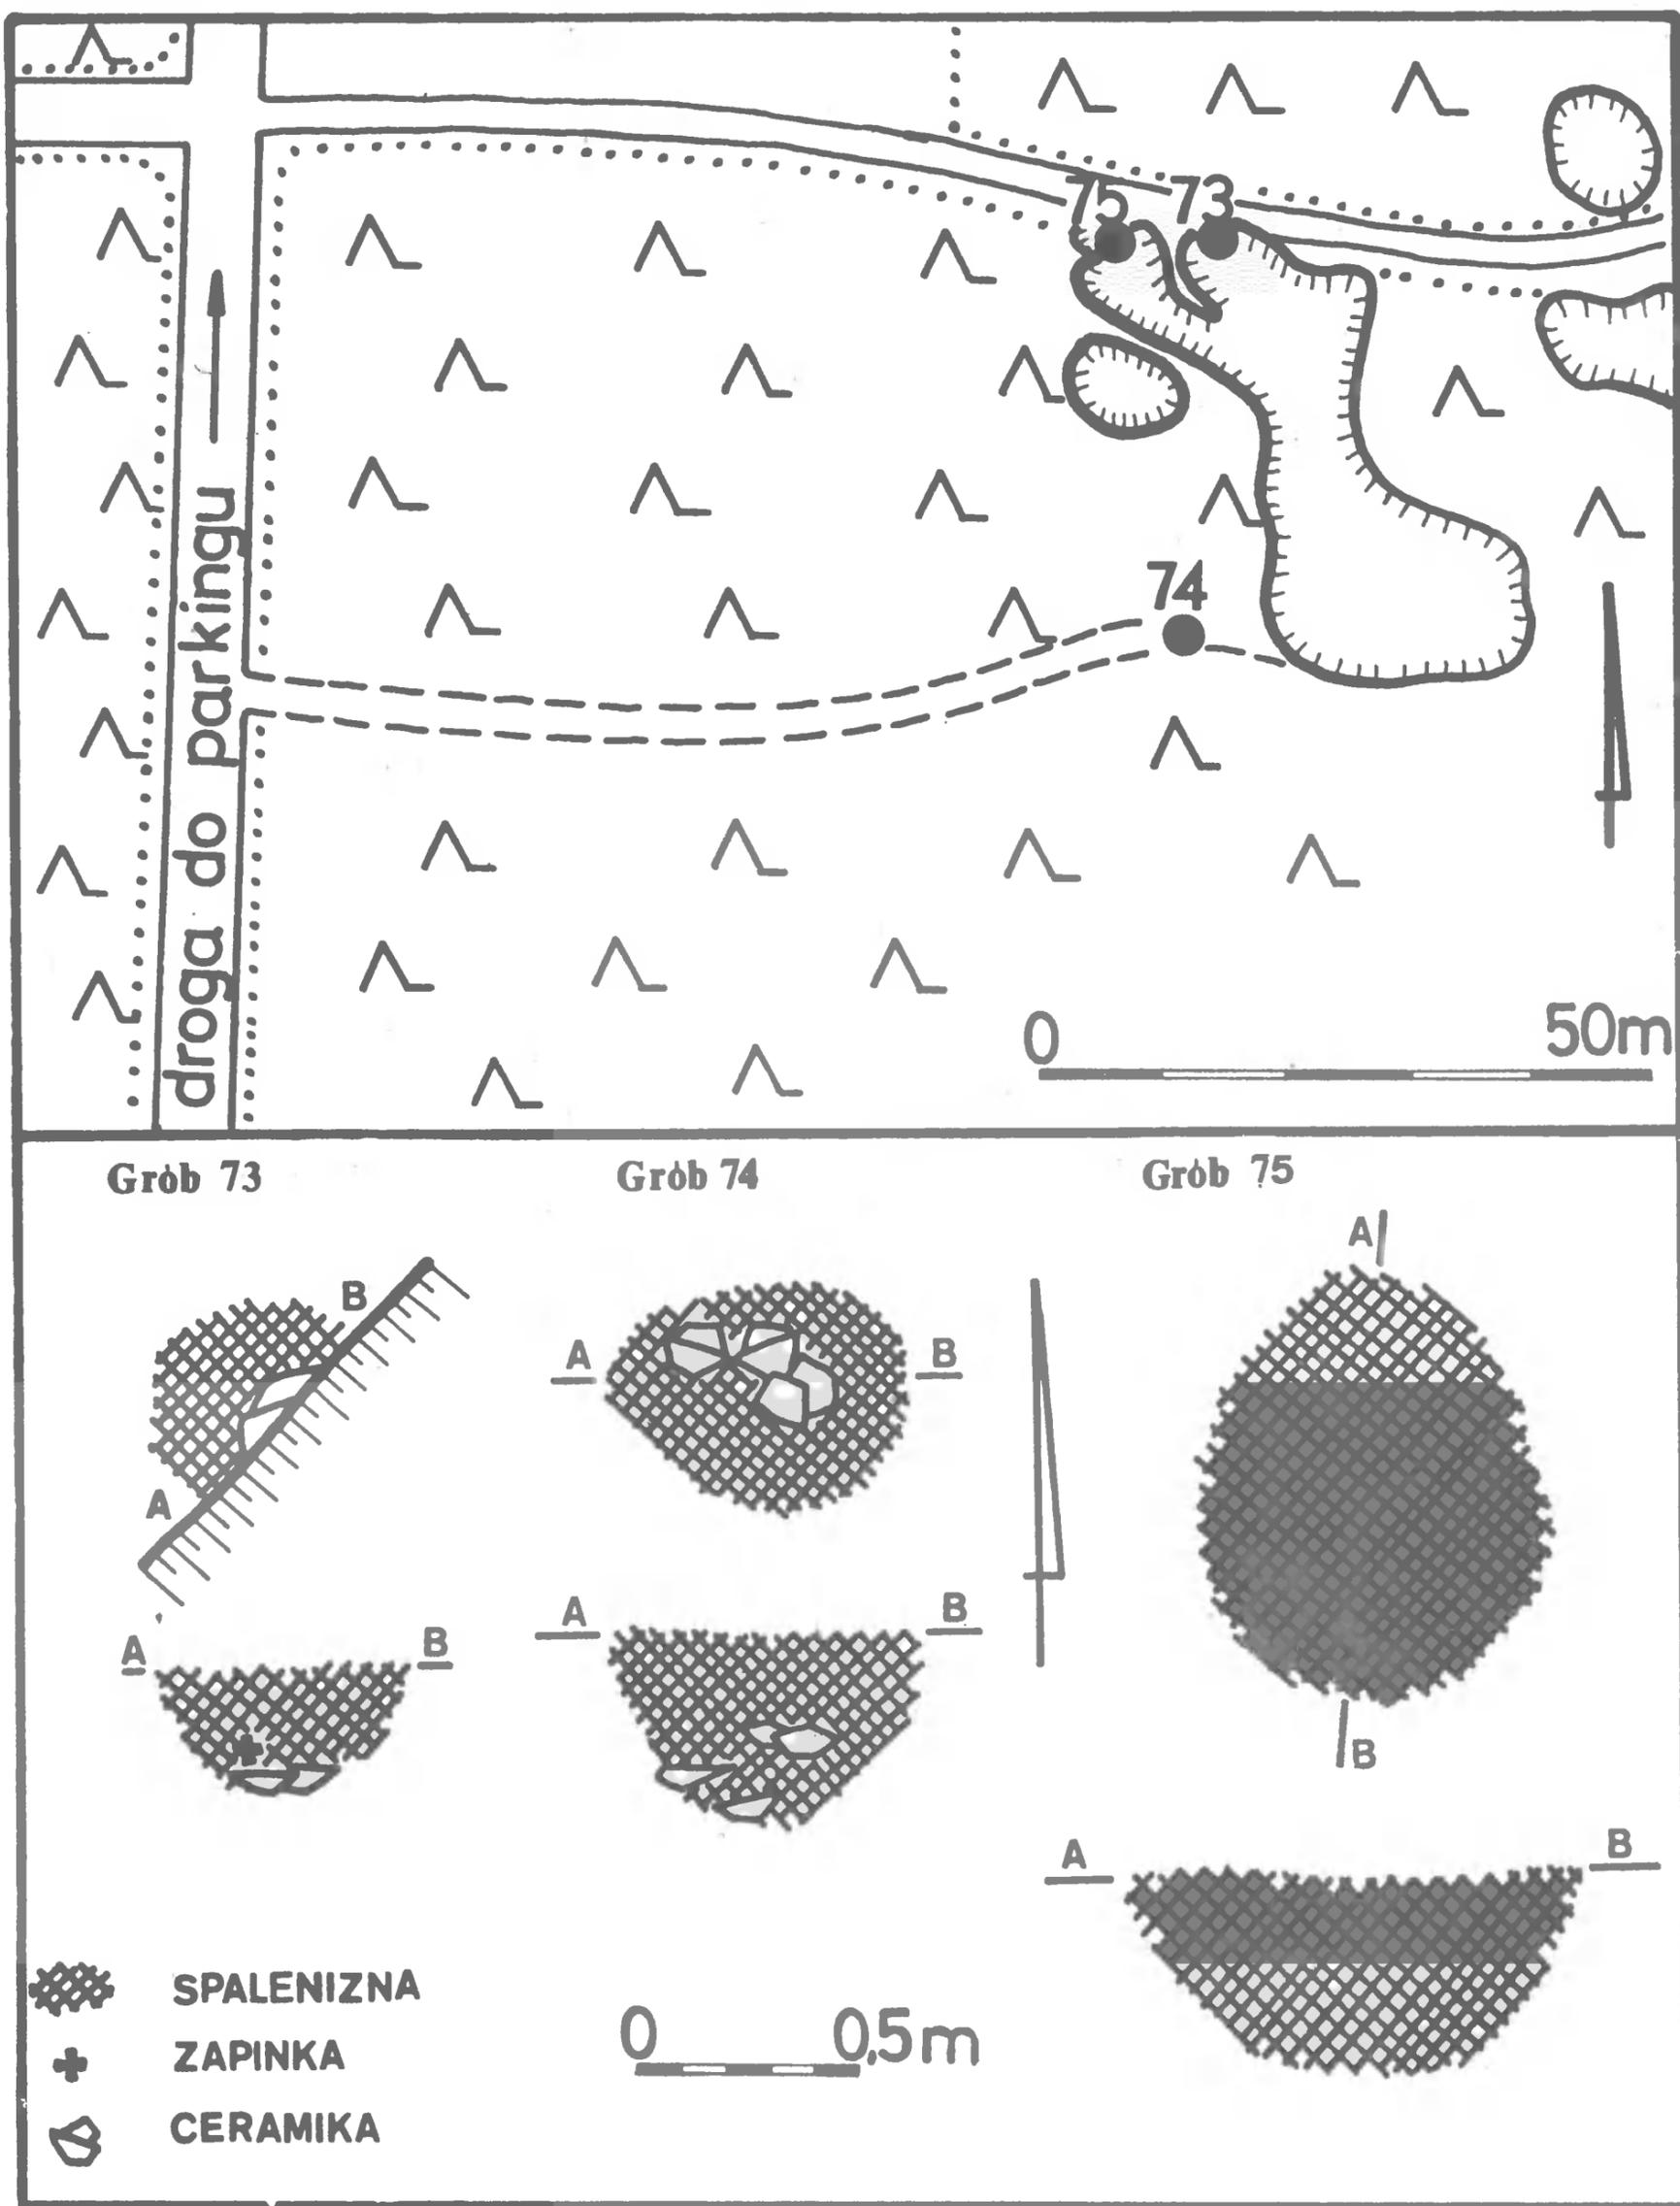 75 73
74
droga do parkingu
0 50m
Grób 73 Grób 74 Grób 75
A
B
A B
A
B
A B
A B
A B
SPALENIZNA
ZAPINKA
CERAMIKA
0 0,5m